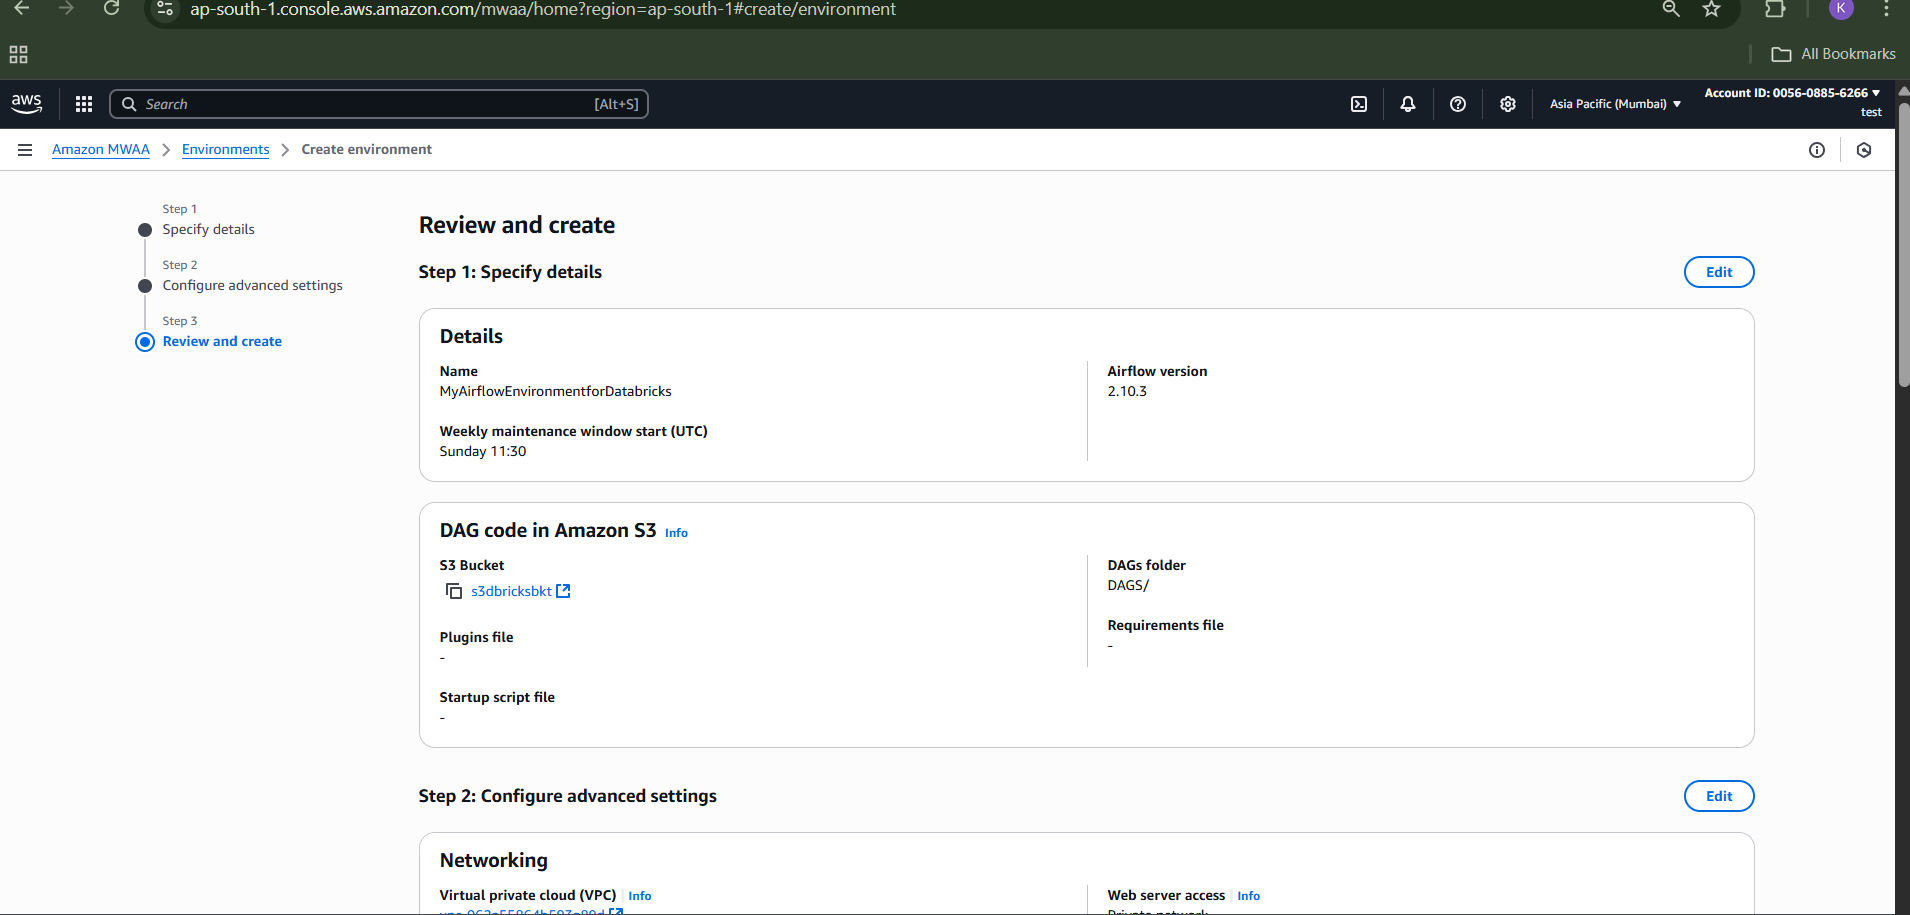 ap-south-1.console.aws.amazon.com/mwaa/home?region=ap-south-1#create/environment
K
All Bookmarks
aws
Search
[Alt+S]
Asia Pacific (Mumbai)
Account ID: 0056-0885-6266
test
Amazon MWAA
Environments
Create environment
Step 1
Specify details
Step 2
Configure advanced settings
Step 3
Review and create
Review and create
Step 1: Specify details
Edit
Details
Name
MyAirflowEnvironmentforDatabricks
Airflow version
2.10.3
Weekly maintenance window start (UTC)
Sunday 11:30
DAG code in Amazon S3 Info
S3 Bucket
s3dbricksbkt
DAGs folder
DAGS/
Plugins file
-
Requirements file
-
Startup script file
-
Step 2: Configure advanced settings
Edit
Networking
Virtual private cloud (VPC) Info
Web server access Info
Private network